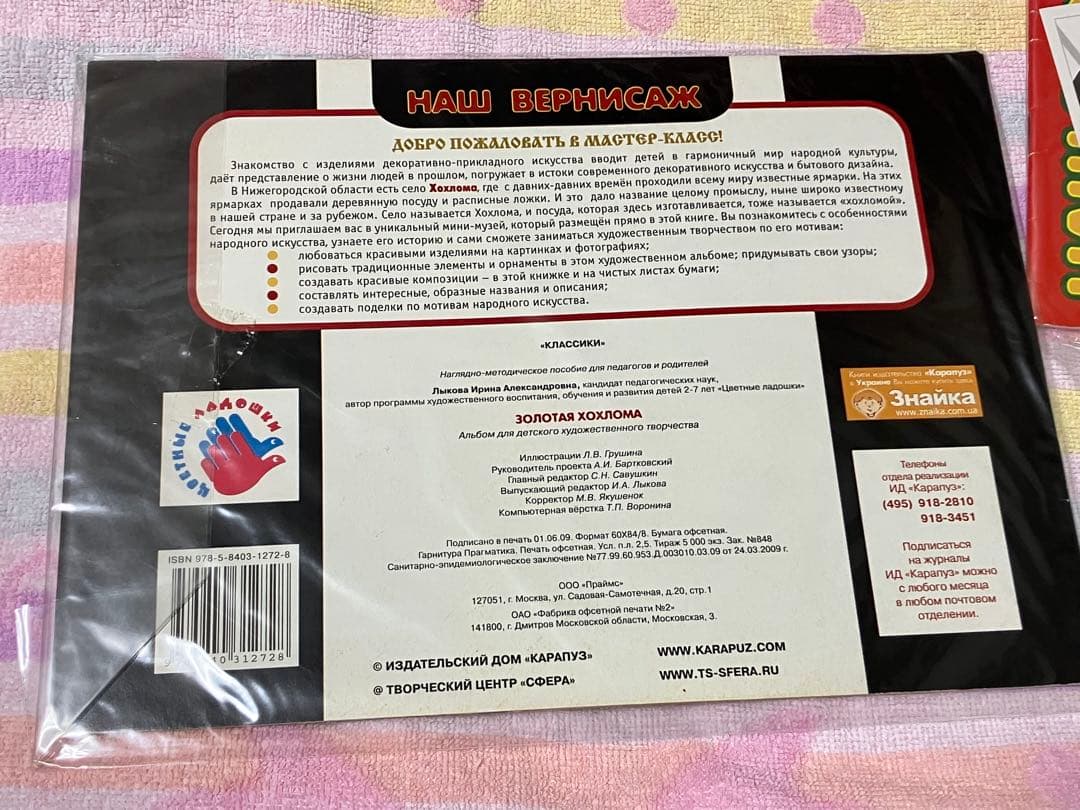 НАШ ВЕРНИСАЖ
ДОБРО ПОЖАЛОВАТЬ В МАСТЕР-КЛАСС!
Знакомство с изделиями декоративно-прикладного искусства вводит детей в гармоничный мир народной культуры,
даёт представление о жизни людей в прошлом, погружает в истоки современного декоративного искусства и бытового дизайна.
В Нижегородской области есть село Хохлома, где с давних-давних времён проходили всему миру известные ярмарки. На этих
ярмарках продавали деревянную посуду и расписные ложки. И это дало название целому промыслу, ныне широко известному
в нашей стране и за рубежом. Село называется Хохлома, и посуда, которая здесь изготавливается, тоже называется «хохломой».
Сегодня мы приглашаем вас в уникальный мини-музей, который размещён прямо в этой книге. Вы познакомитесь с особенностями
народного искусства, узнаете его историю и сами сможете заниматься художественным творчеством по его мотивам:
любоваться красивыми изделиями на картинках и фотографиях;
рисовать традиционные элементы и орнаменты в этом художественном альбоме; придумывать свои узоры;
создавать красивые композиции – в этой книжке и на чистых листах бумаги;
составлять интересные, образные названия и описания;
создавать поделки по мотивам народного искусства.
«КЛАССИКИ»
Наглядно-методическое пособие для педагогов и родителей
Лыкова Ирина Александровна, кандидат педагогических наук,
автор программы художественного воспитания, обучения и развития детей 2-7 лет «Цветные ладошки»
ЗОЛОТАЯ ХОХЛОМА
Альбом для детского художественного творчества
Иллюстрации Л.В. Грушина
Руководитель проекта А.И. Бартковский
Главный редактор С.Н. Савушкин
Выпускающий редактор И.А. Лыкова
Корректор М.В. Якушенок
Компьютерная вёрстка Т.П. Воронина
Подписано в печать 01.06.09. Формат 60X84/8. Бумага офсетная.
Гарнитура Прагматика. Печать офсетная. Усл. п.л. 2,5. Тираж 5 000 экз. Зак. №848
Санитарно-эпидемиологическое заключение №77.99.60.953.Д.003010.03.09 от 24.03.2009 г.
ООО «Праймс»
127051, г. Москва, ул. Садовая-Самотечная, д.20, стр.1
ОАО «Фабрика офсетной печати №2»
141800, г. Дмитров Московской области, Московская, 3.
© ИЗДАТЕЛЬСКИЙ ДОМ «КАРАПУЗ»
WWW.KARAPUZ.COM
@ ТВОРЧЕСКИЙ ЦЕНТР «СФЕРА»
WWW.TS-SFERA.RU
ЦВЕТНЫЕ ЛАДОШКИ
ISBN 978-5-8403-1272-8
9 10312728
Книги издательства «Карапуз»
в Украине Вы можете купить здесь
Знайка
www.znaika.com.ua
Телефоны
отдела реализации
ИД «Карапуз»:
(495) 918-2810
918-3451
Подписаться
на журналы
ИД «Карапуз» можно
с любого месяца
в любом почтовом
отделении.